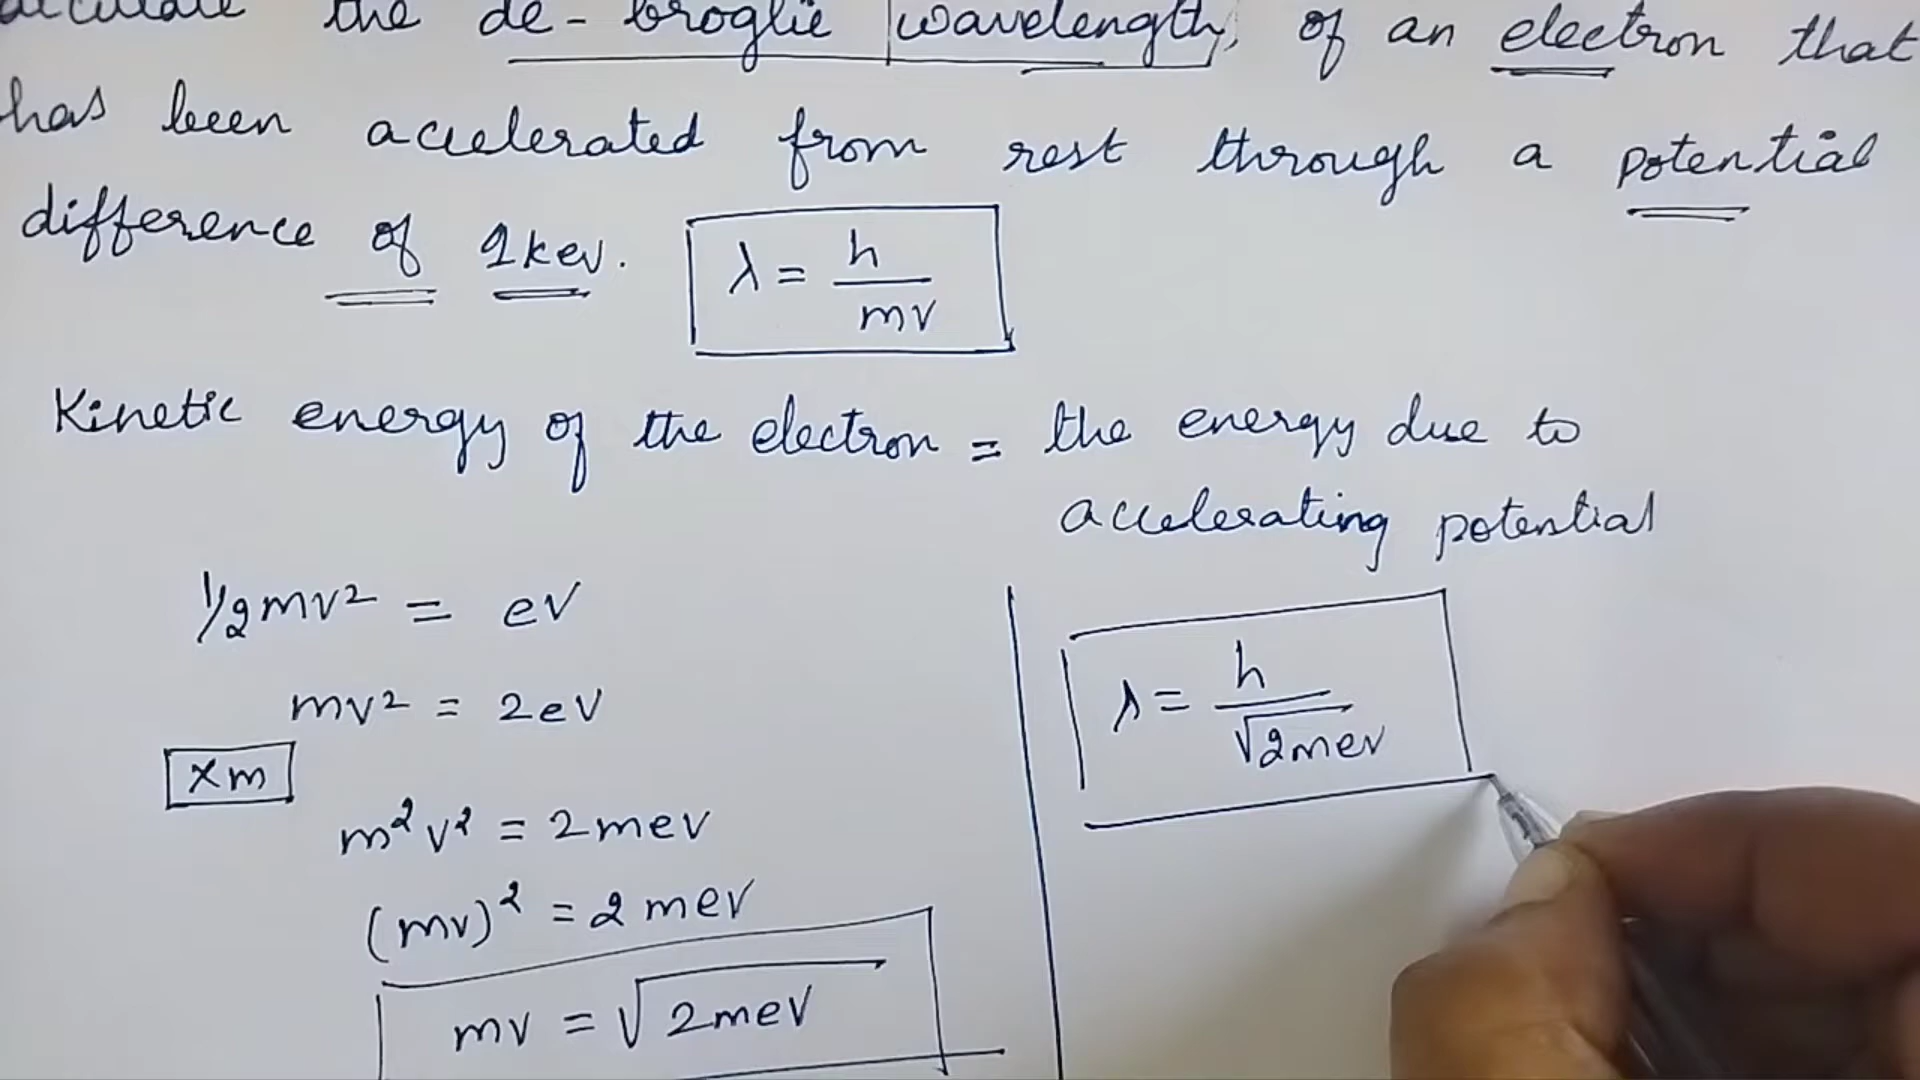 the de-broglie wavelength, of an electron that
has been accelerated from rest through a potential
difference of 1kev.
λ = h / mv
Kinetic energy of the electron = the energy due to
accelerating potential
1/2mv² = eV
mv² = 2eV
xm
m²v² = 2mev
(mv)² = 2meV
mv = √2meV
λ = h / √2mev